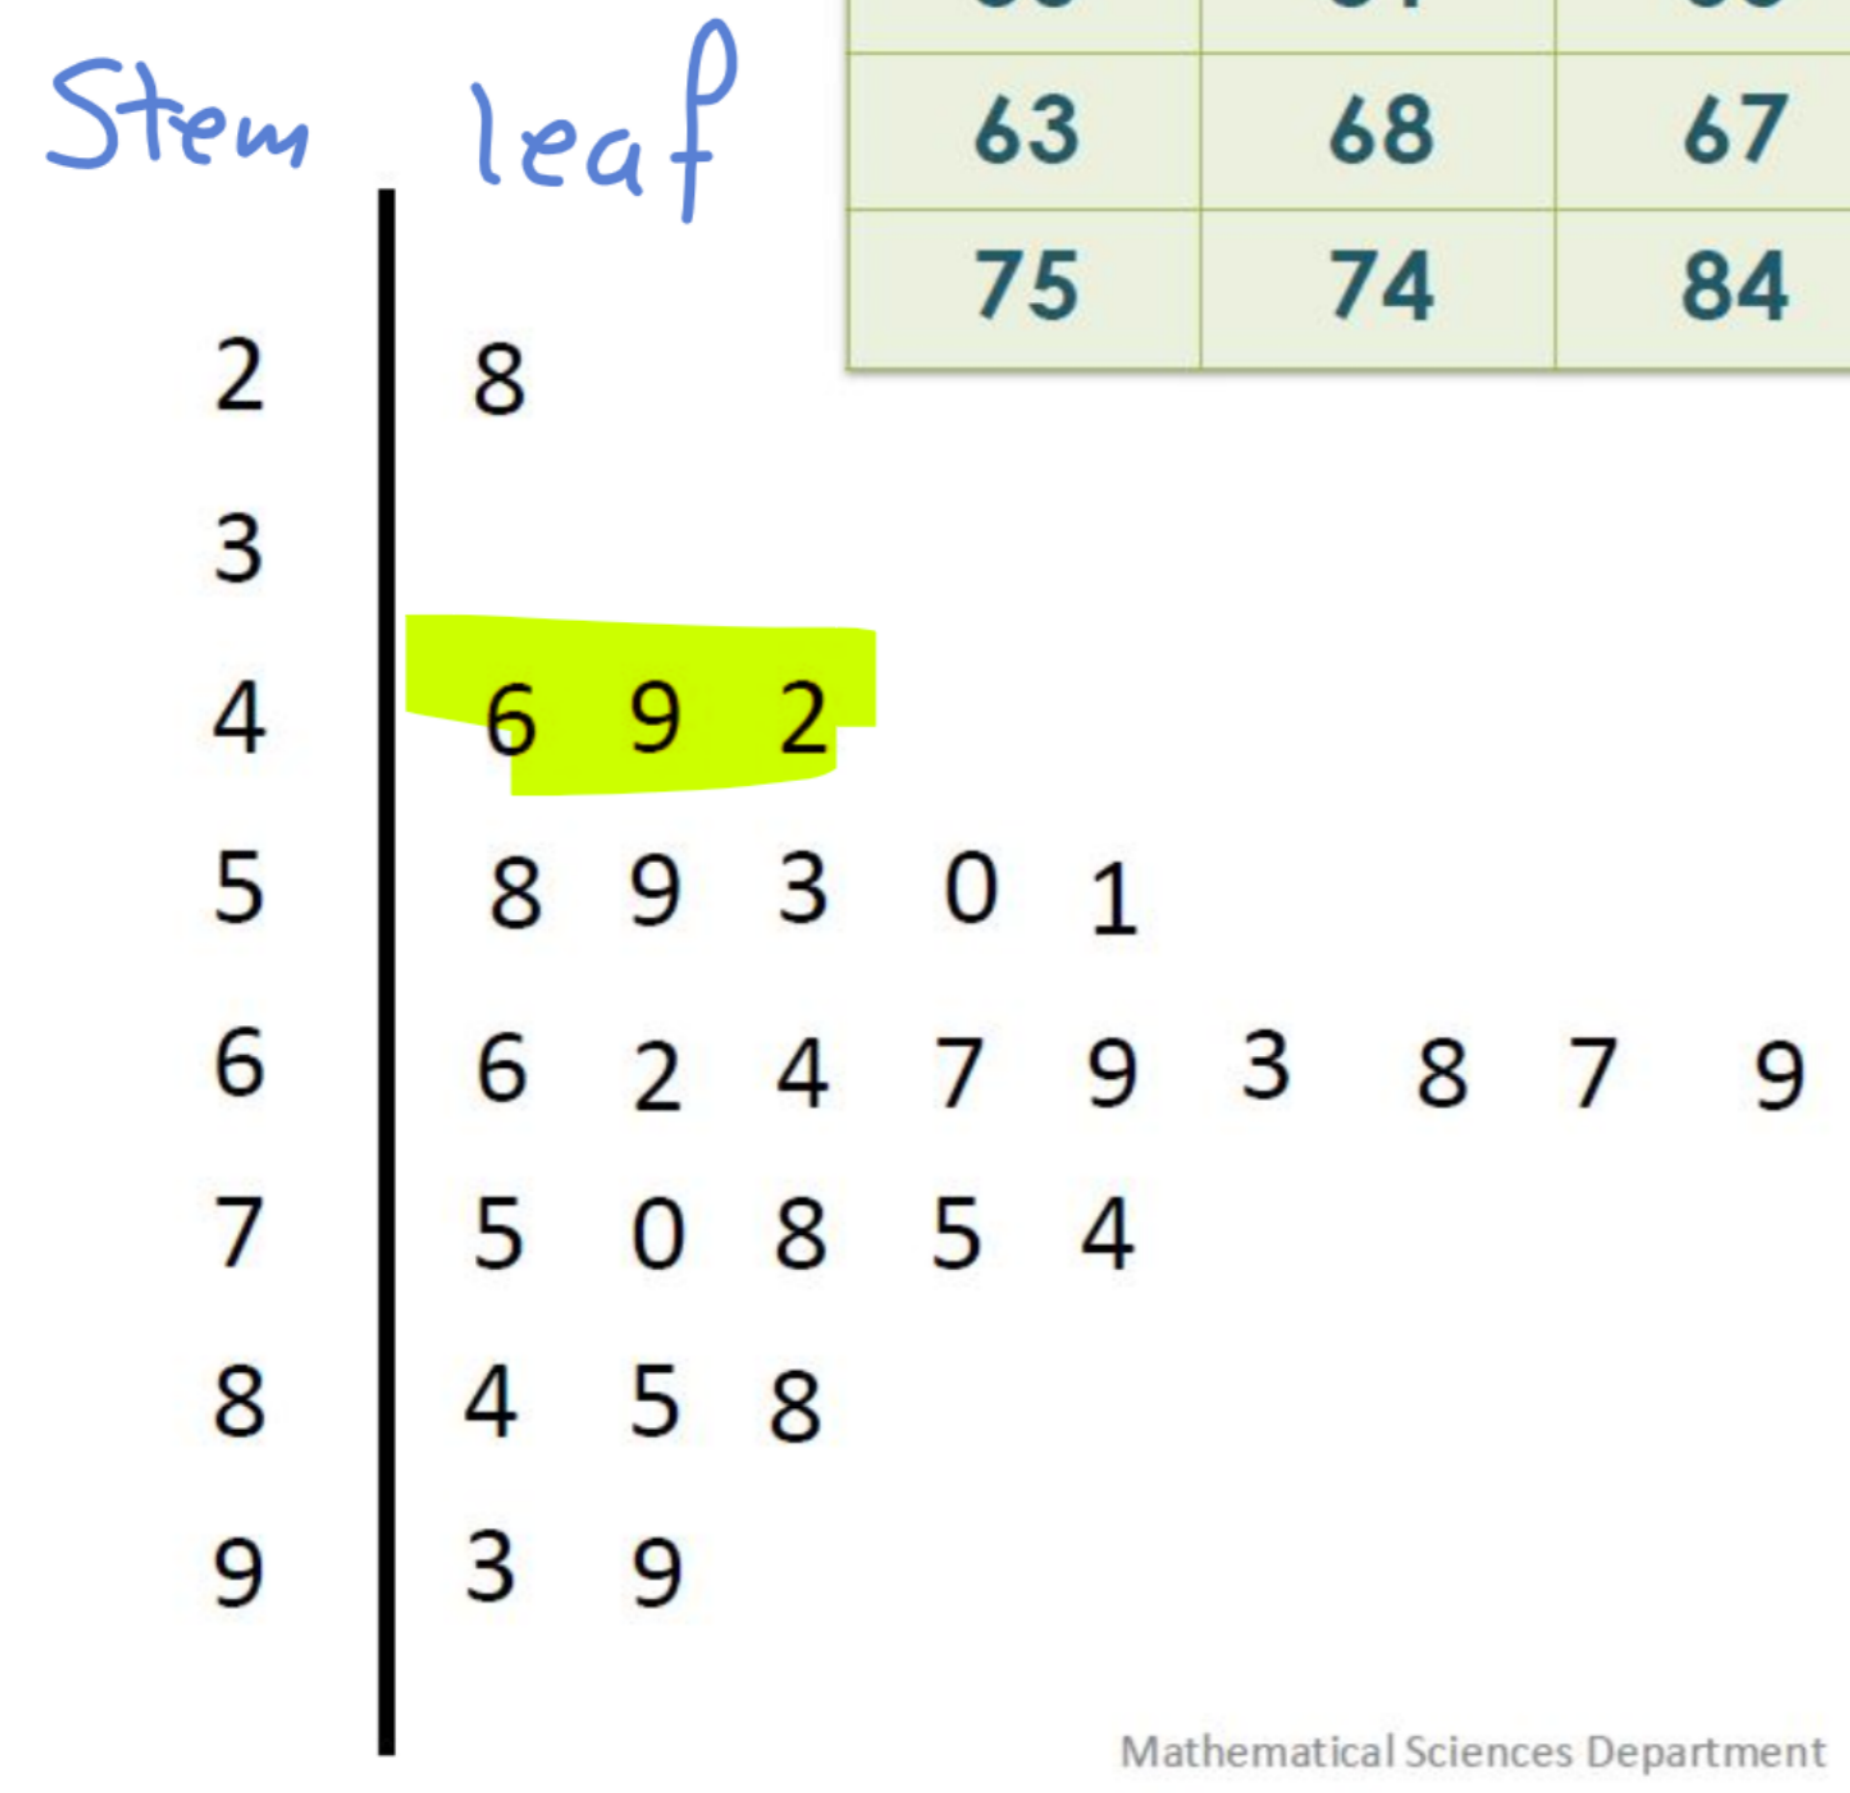 Stem leaf
63 68 67
75 74 84
2 8
3
4 6 9 2
5 8 9 3 0 1
6 6 2 4 7 9 3 8 7 9
7 5 0 8 5 4
8 4 5 8
9 3 9
Mathematical Sciences Department